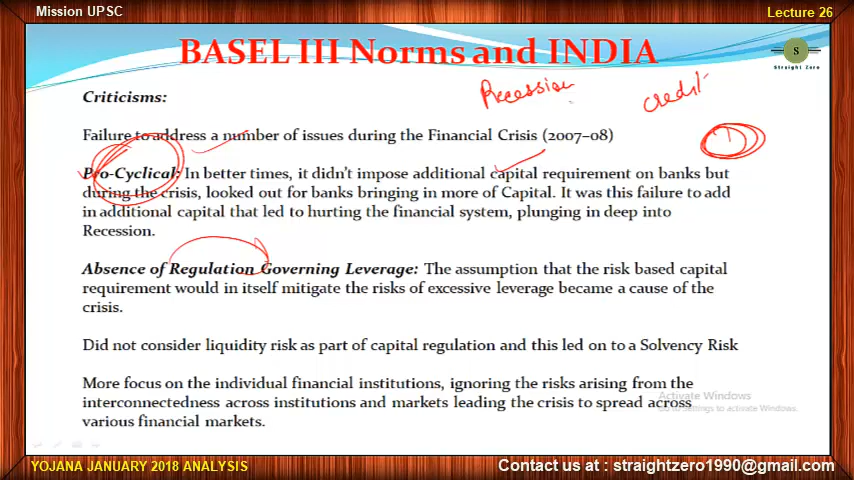 Mission UPSC
Lecture 26
BASEL III Norms and INDIA
S
Straight Zero
Criticisms:
Recession
credit
Failure to address a number of issues during the Financial Crisis (2007–08)
1
Pro-Cyclical: In better times, it didn't impose additional capital requirement on banks but
during the crisis, looked out for banks bringing in more of Capital. It was this failure to add
in additional capital that led to hurting the financial system, plunging in deep into
Recession.
Absence of Regulation Governing Leverage: The assumption that the risk based capital
requirement would in itself mitigate the risks of excessive leverage became a cause of the
crisis.
Did not consider liquidity risk as part of capital regulation and this led on to a Solvency Risk
More focus on the individual financial institutions, ignoring the risks arising from the
interconnectedness across institutions and markets leading the crisis to spread across
various financial markets.
Activate Windows
Go to Settings to activate Windows.
YOJANA JANUARY 2018 ANALYSIS
Contact us at : straightzero1990@gmail.com